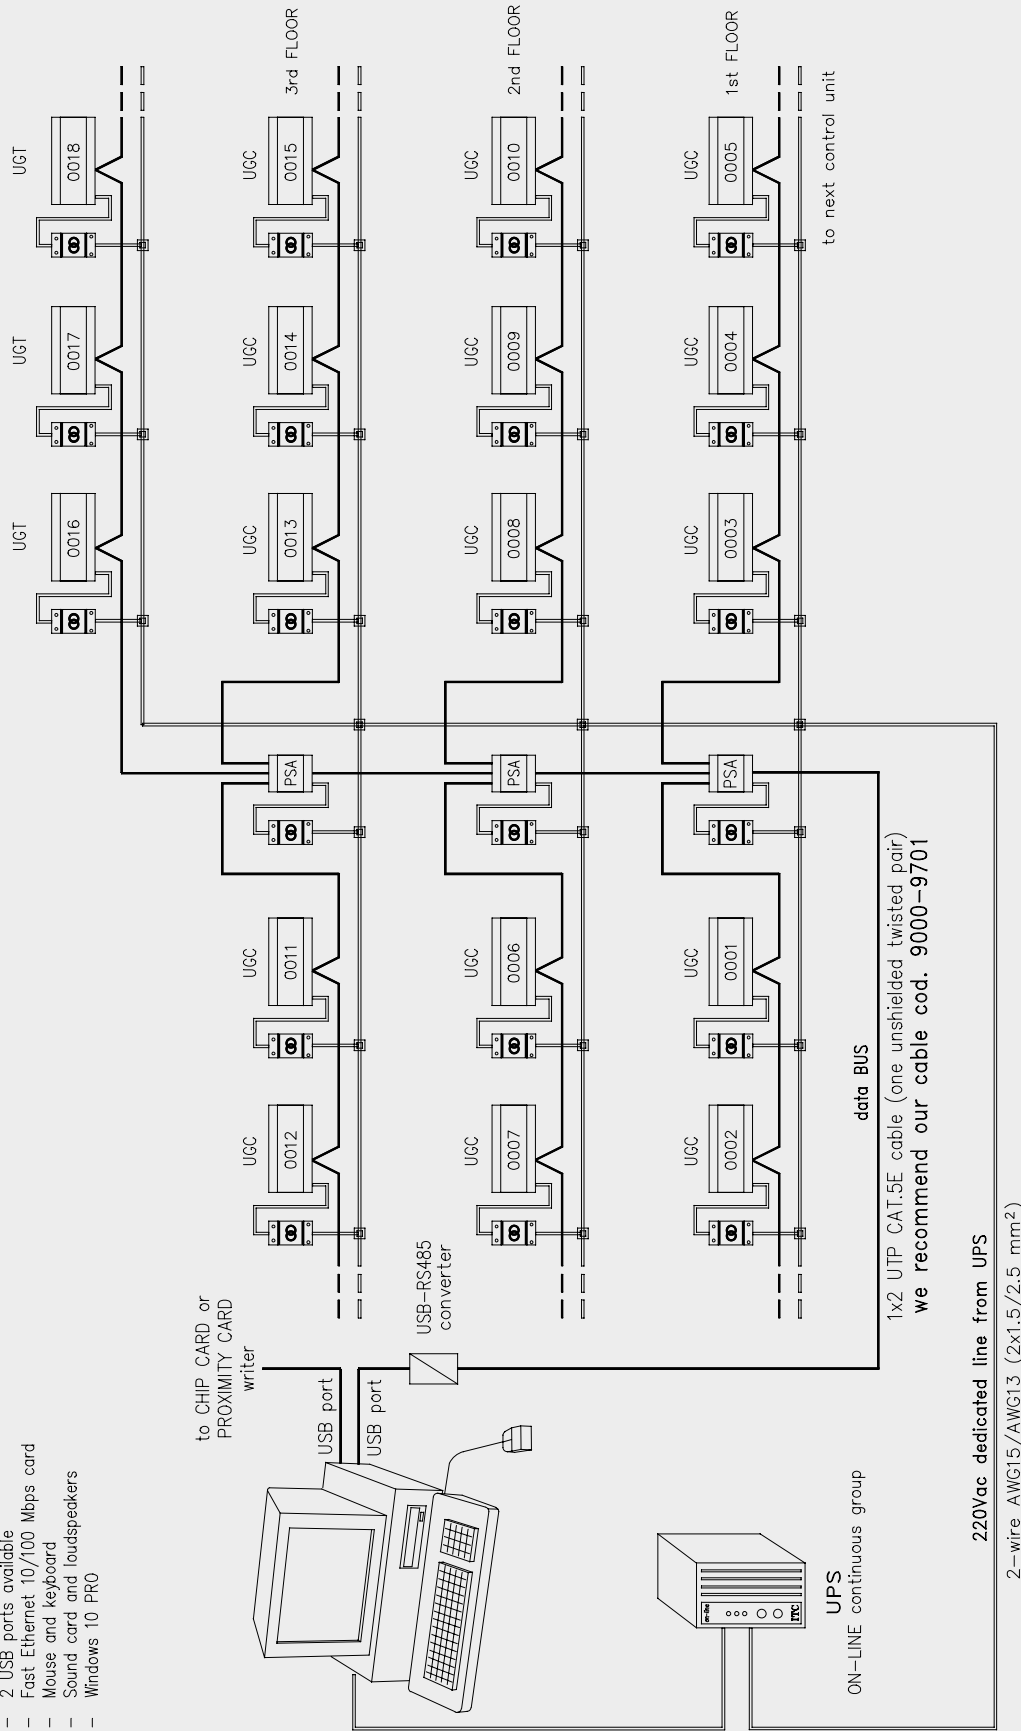 - 2 USB ports available
- Fast Ethernet 10/100 Mbps card
- Mouse and keyboard
- Sound card and loudspeakers
- Windows 10 PRO
UGT
UGT
UGT
0016
0017
0018
to CHIP CARD or
PROXIMITY CARD
writer
UGC
UGC
UGC
UGC
UGC
3rd FLOOR
0012
0011
PSA
0013
0014
0015
USB port
USB port
USB-RS485
converter
UGC
UGC
UGC
UGC
UGC
2nd FLOOR
0007
0006
PSA
0008
0009
0010
UGC
UGC
UGC
UGC
UGC
1st FLOOR
0002
0001
PSA
0003
0004
0005
to next control unit
on-line
ITC
UPS
ON-LINE continuous group
data BUS
1x2 UTP CAT.5E cable (one unshielded twisted pair)
we recommend our cable cod. 9000-9701
220Vac dedicated line from UPS
2-wire AWG15/AWG13 (2x1.5/2.5 mm²)